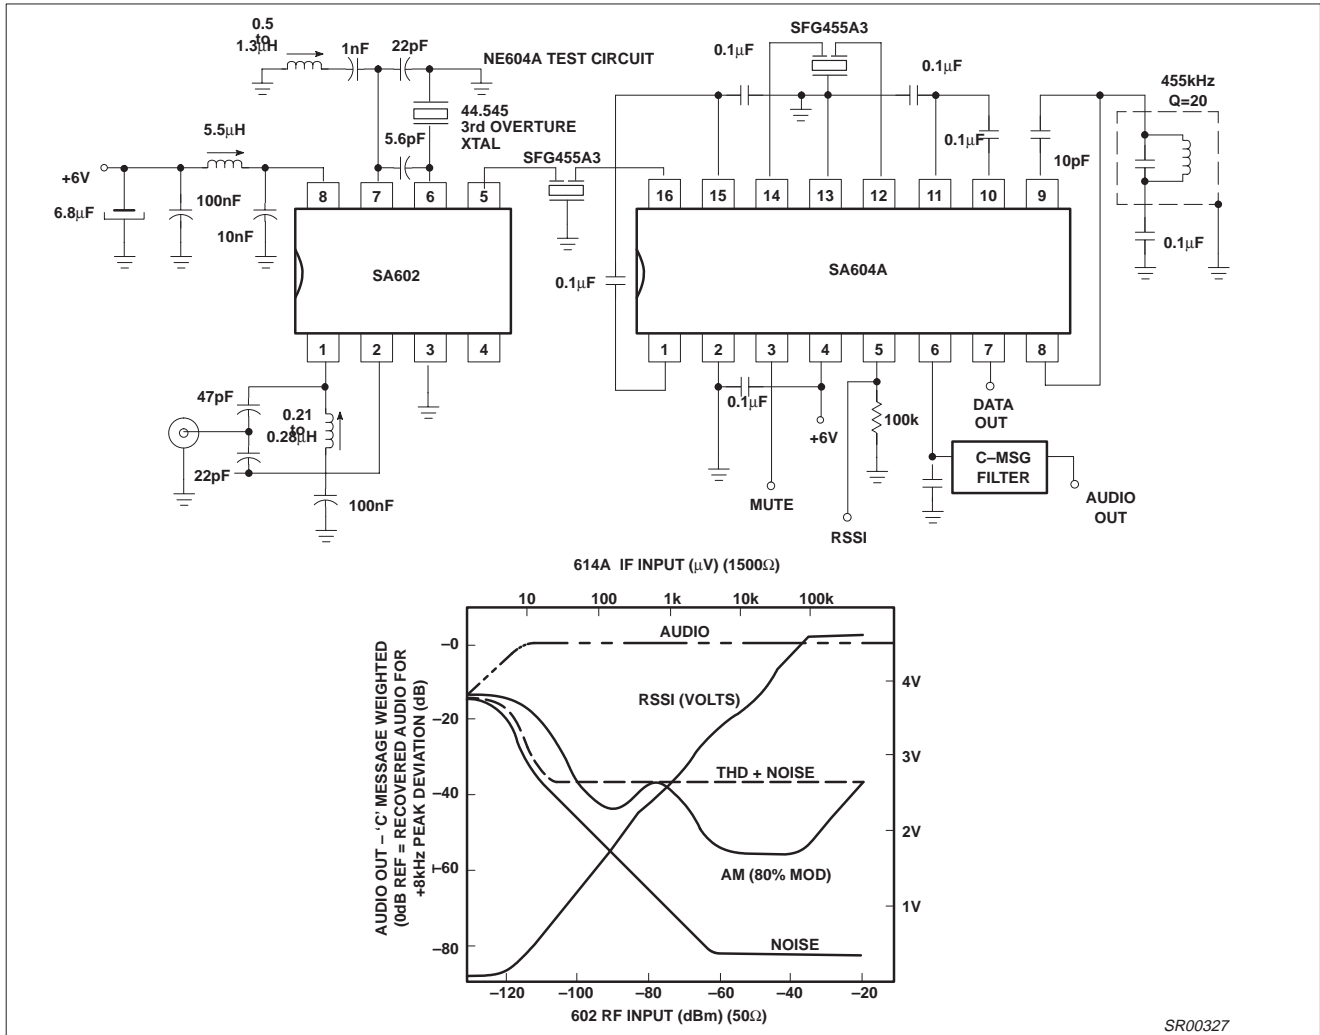 0.5
to
1.3μH
1nF
22pF
NE604A TEST CIRCUIT
44.545
3rd OVERTURE
XTAL
5.6pF
5.5μH
+6V
6.8μF
100nF
10nF
8
7
6
5
SA602
1
2
3
4
47pF
22pF
0.21
to
0.28μH
100nF
SFG455A3
SFG455A3
0.1μF
0.1μF
0.1μF
10pF
455kHz
Q=20
0.1μF
16
15
14
13
12
11
10
9
SA604A
0.1μF
1
2
3
4
5
6
7
8
0.1μF
+6V
MUTE
RSSI
100k
DATA
OUT
C–MSG
FILTER
AUDIO
OUT
614A IF INPUT (μV) (1500Ω)
10
100
1k
10k
100k
AUDIO
RSSI (VOLTS)
THD + NOISE
AM (80% MOD)
NOISE
AUDIO OUT – 'C' MESSAGE WEIGHTED
(0dB REF = RECOVERED AUDIO FOR
+8kHz PEAK DEVIATION (dB)
–0
–20
–40
–60
–80
4V
3V
2V
1V
–120
–100
–80
–60
–40
–20
602 RF INPUT (dBm) (50Ω)
SR00327